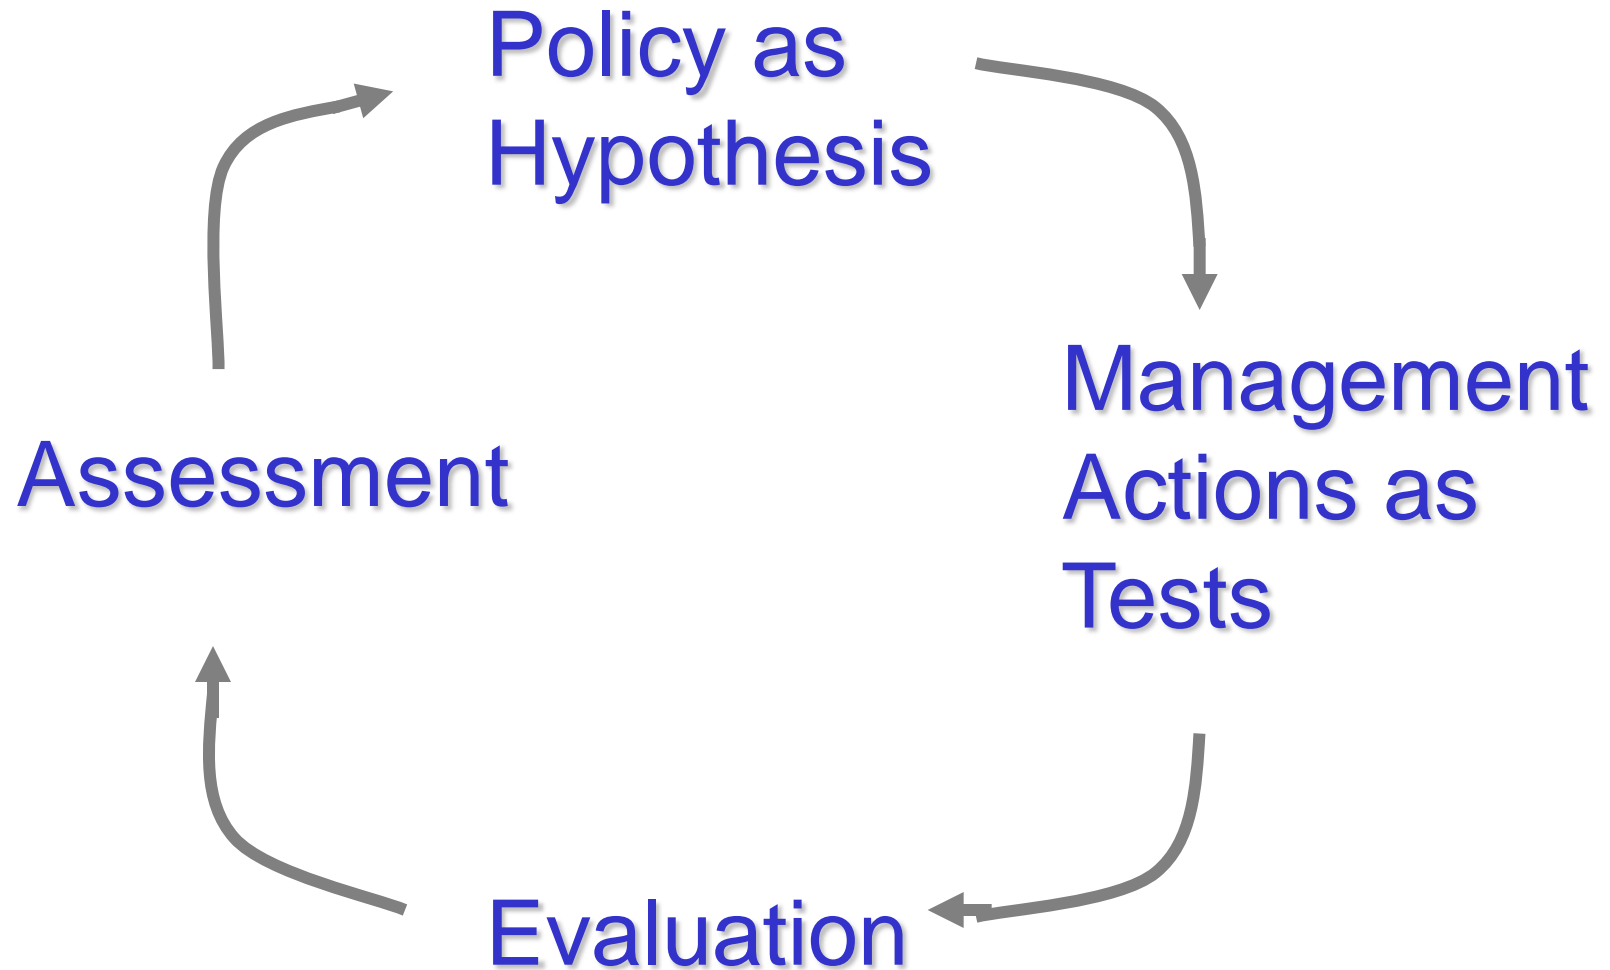 Policy as
Hypothesis
Management
Actions as
Tests
Assessment
Evaluation